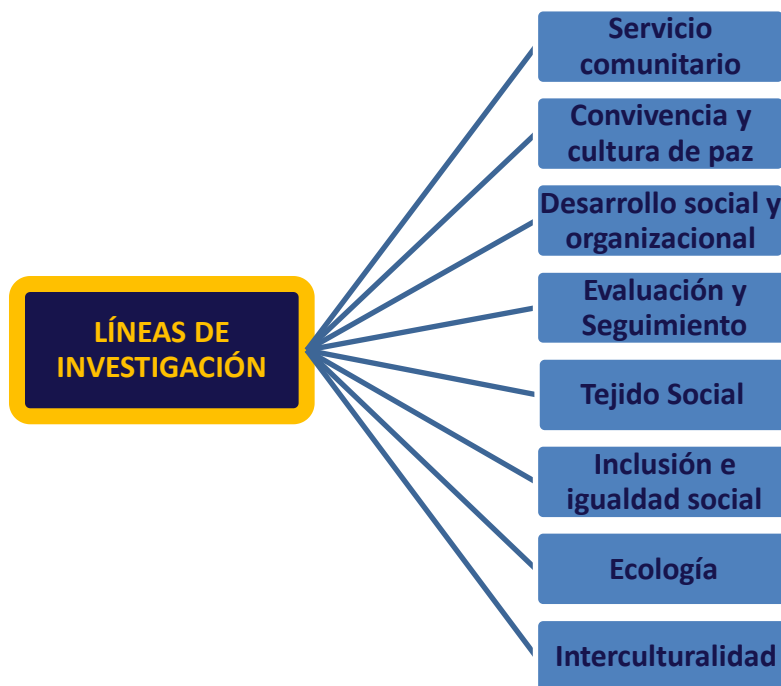 LÍNEAS DE
INVESTIGACIÓN
Servicio
comunitario
Convivencia y
cultura de paz
Desarrollo social y
organizacional
Evaluación y
Seguimiento
Tejido Social
Inclusión e
igualdad social
Ecología
Interculturalidad